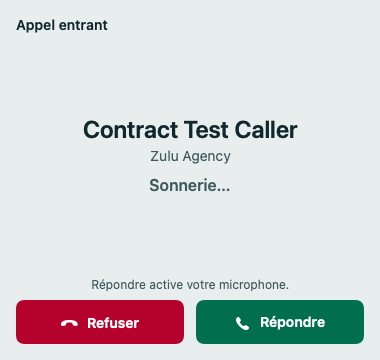 Appel entrant
Contract Test Caller
Zulu Agency
Sonnerie...
Répondre active votre microphone.
Refuser
Répondre